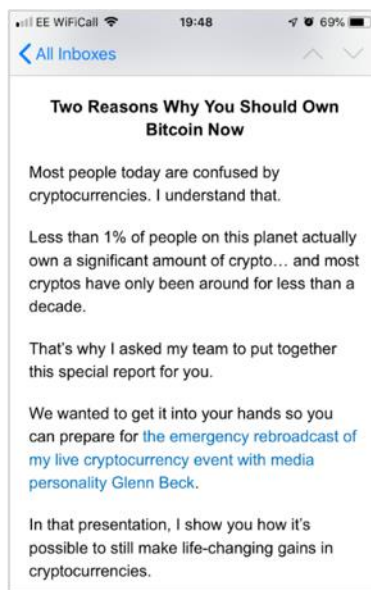 EE WiFiCall 19:48 69%
All Inboxes
Two Reasons Why You Should Own
Bitcoin Now
Most people today are confused by
cryptocurrencies. I understand that.
Less than 1% of people on this planet actually
own a significant amount of crypto… and most
cryptos have only been around for less than a
decade.
That's why I asked my team to put together
this special report for you.
We wanted to get it into your hands so you
can prepare for the emergency rebroadcast of
my live cryptocurrency event with media
personality Glenn Beck.
In that presentation, I show you how it's
possible to still make life-changing gains in
cryptocurrencies.